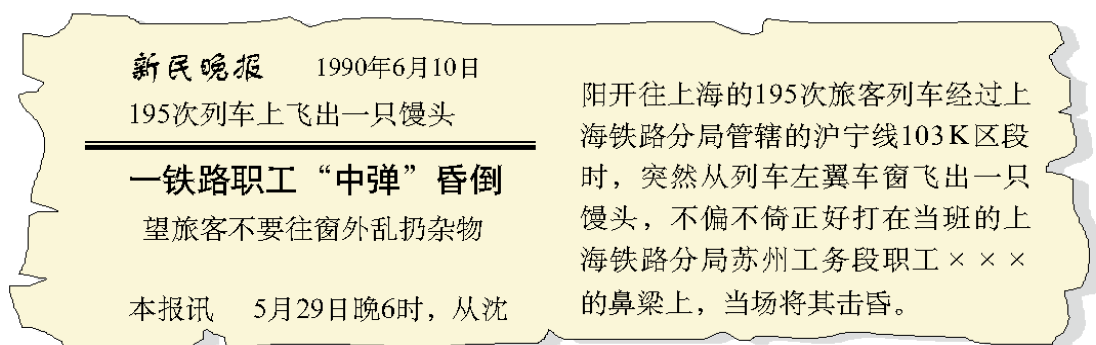 新民晚报 1990年6月10日
195次列车上飞出一只馒头
一铁路职工“中弹”昏倒
望旅客不要往窗外乱扔杂物
本报讯 5月29日晚6时，从沈
阳开往上海的195次旅客列车经过上
海铁路分局管辖的沪宁线103K区段
时，突然从列车左翼车窗飞出一只
馒头，不偏不倚正好打在当班的上
海铁路分局苏州工务段职工×××
的鼻梁上，当场将其击昏。